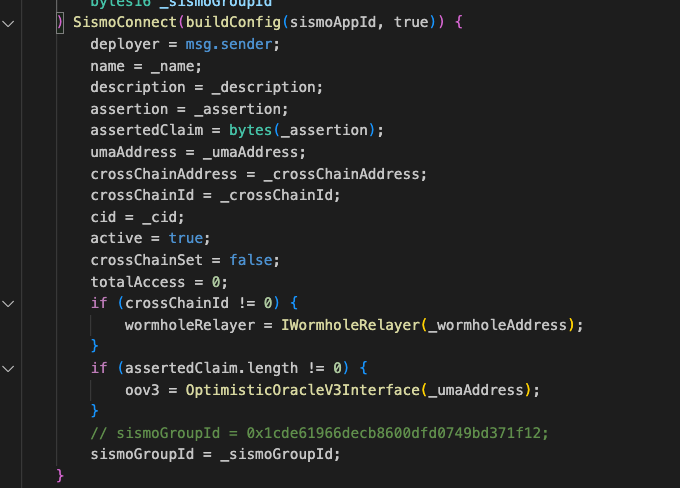 bytes16 _sismoGroupId
) SismoConnect(buildConfig(sismoAppId, true)) {
deployer = msg.sender;
name = _name;
description = _description;
assertion = _assertion;
assertedClaim = bytes(_assertion);
umaAddress = _umaAddress;
crossChainAddress = _crossChainAddress;
crossChainId = _crossChainId;
cid = _cid;
active = true;
crossChainSet = false;
totalAccess = 0;
if (crossChainId != 0) {
wormholeRelayer = IWormholeRelayer(_wormholeAddress);
}
if (assertedClaim.length != 0) {
oov3 = OptimisticOracleV3Interface(_umaAddress);
}
// sismoGroupId = 0x1cde61966decb8600dfd0749bd371f12;
sismoGroupId = _sismoGroupId;
}